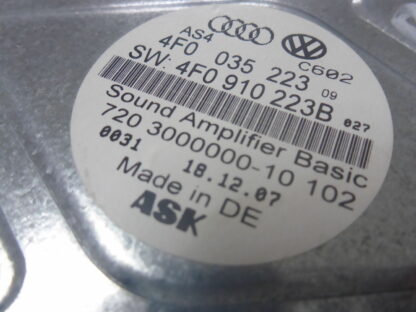 AS4
4F0 035 223 C602
SW: 4F0 910 223B 09
027
Sound Amplifier Basic
720 3000000-10 102
0031 18.12.07
Made in DE
ASK